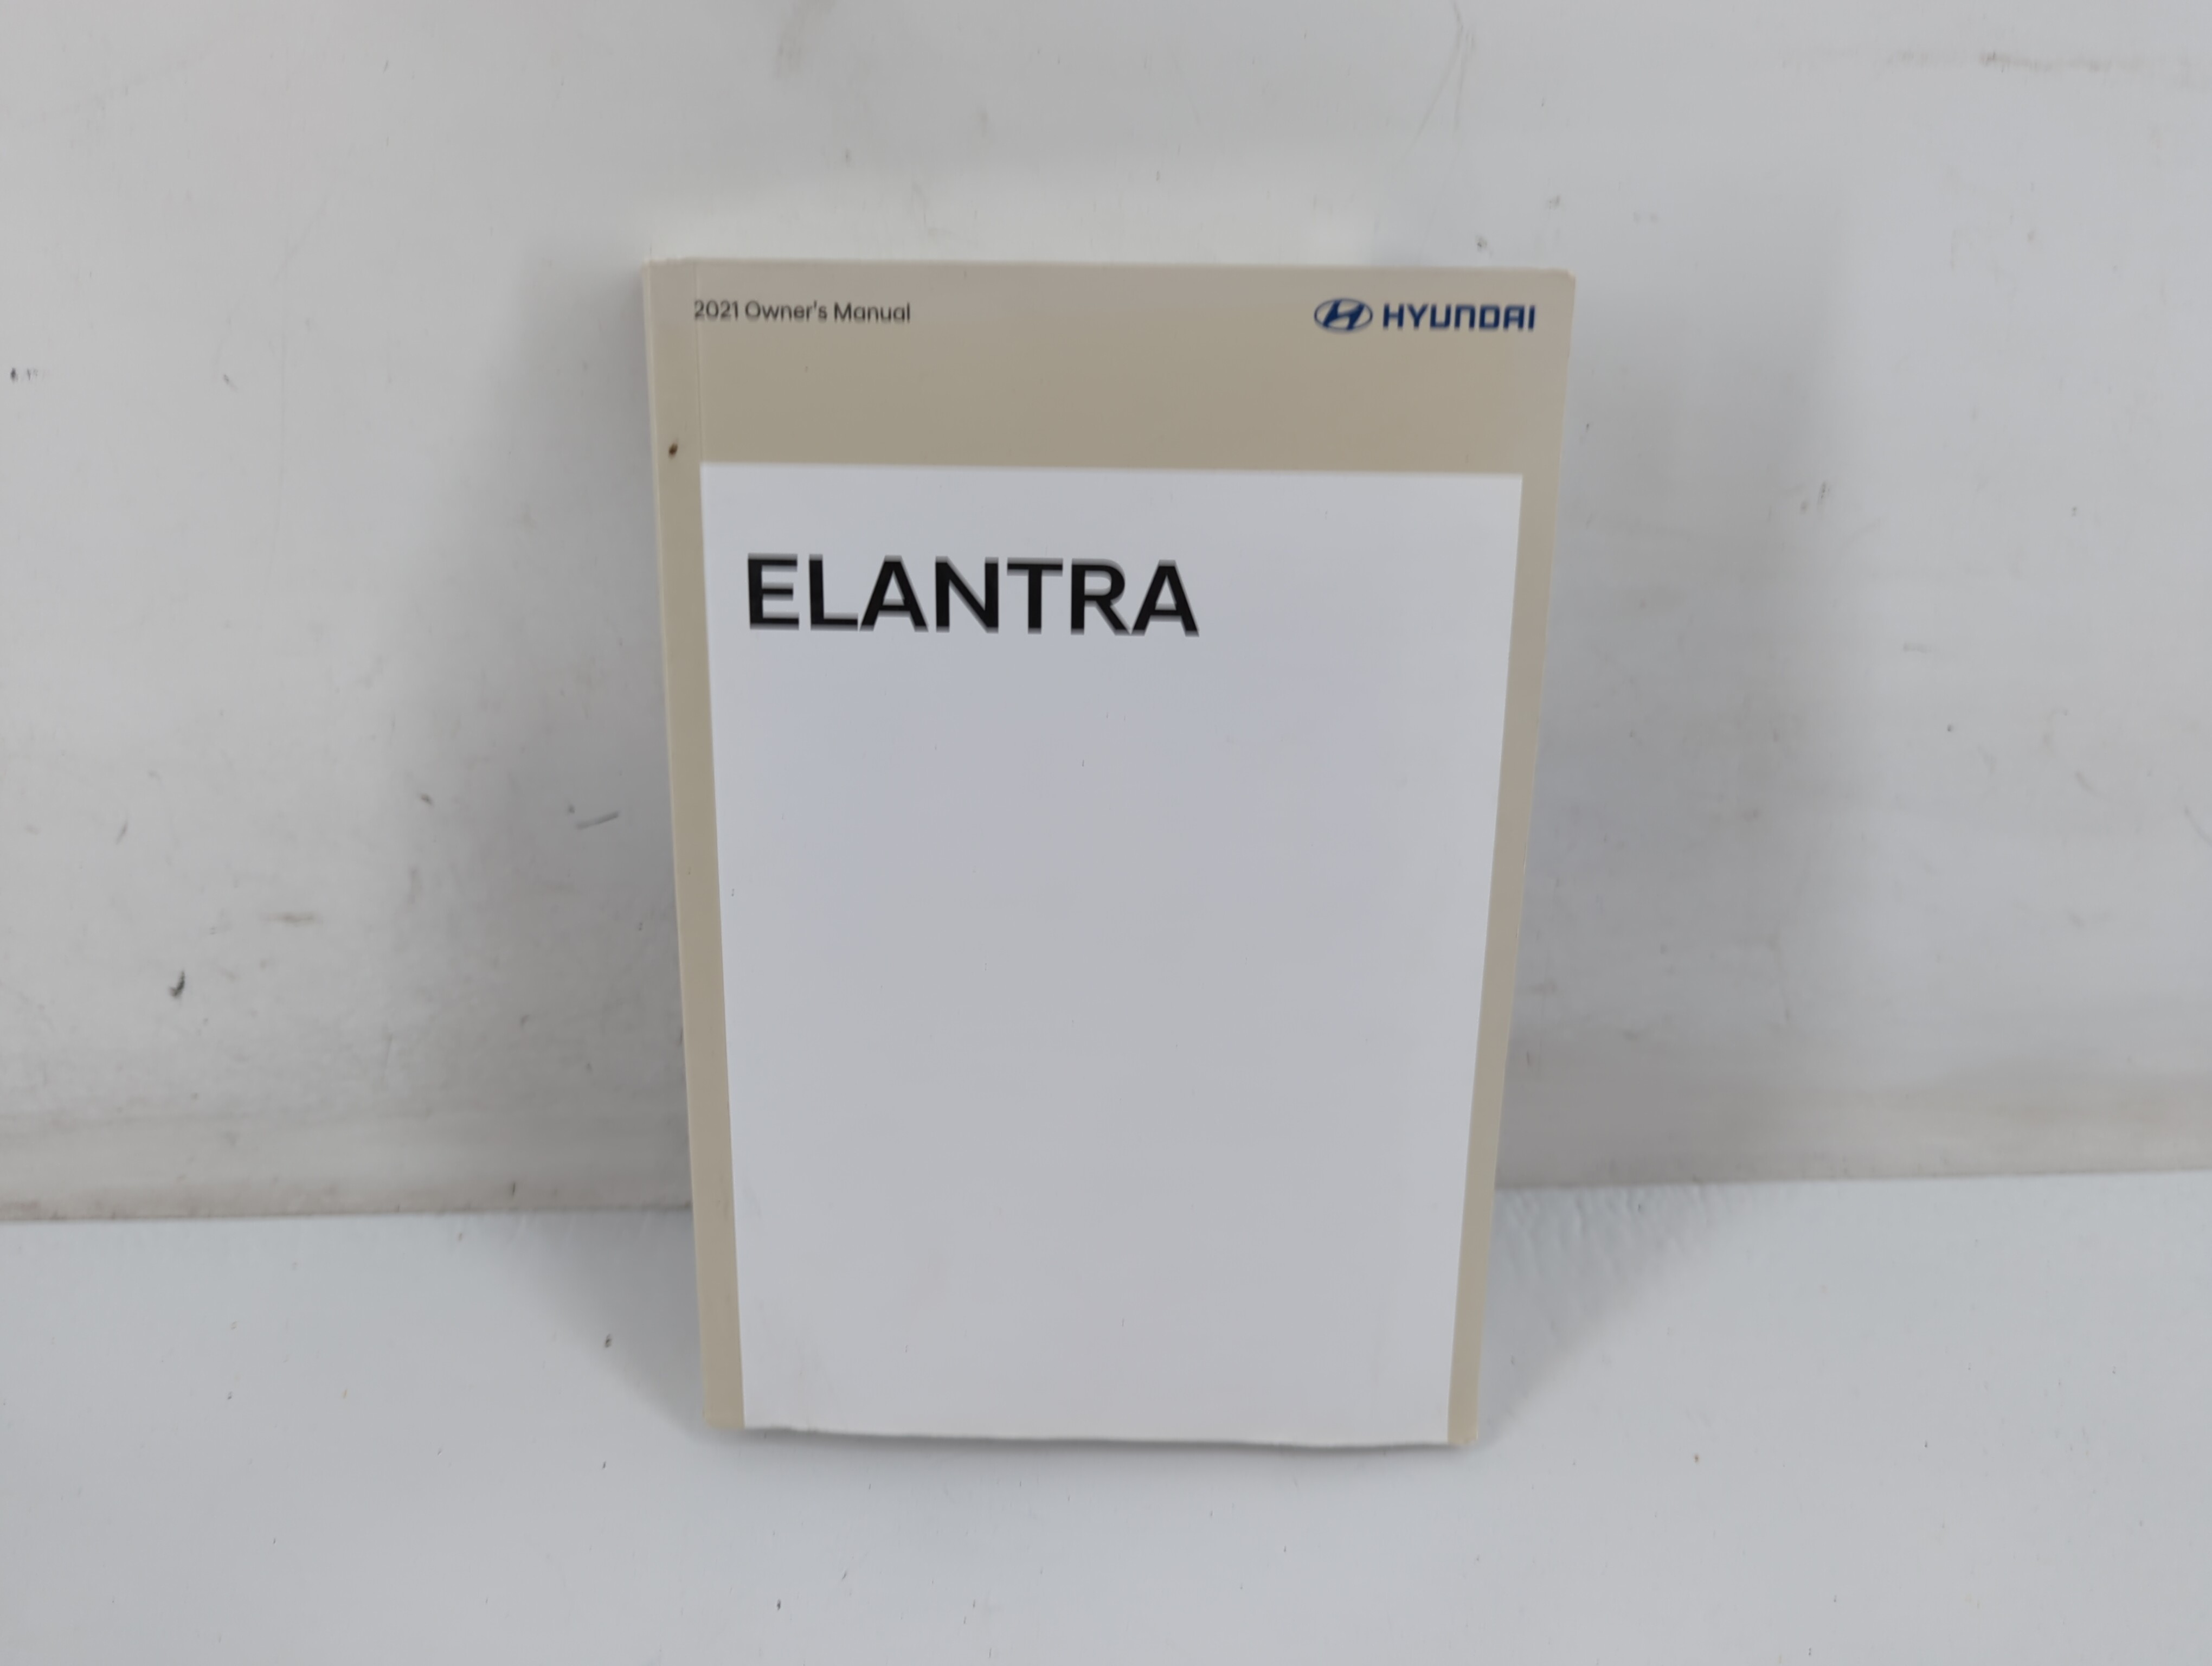 2021 Owner's Manual
HYUNDAI
ELANTRA